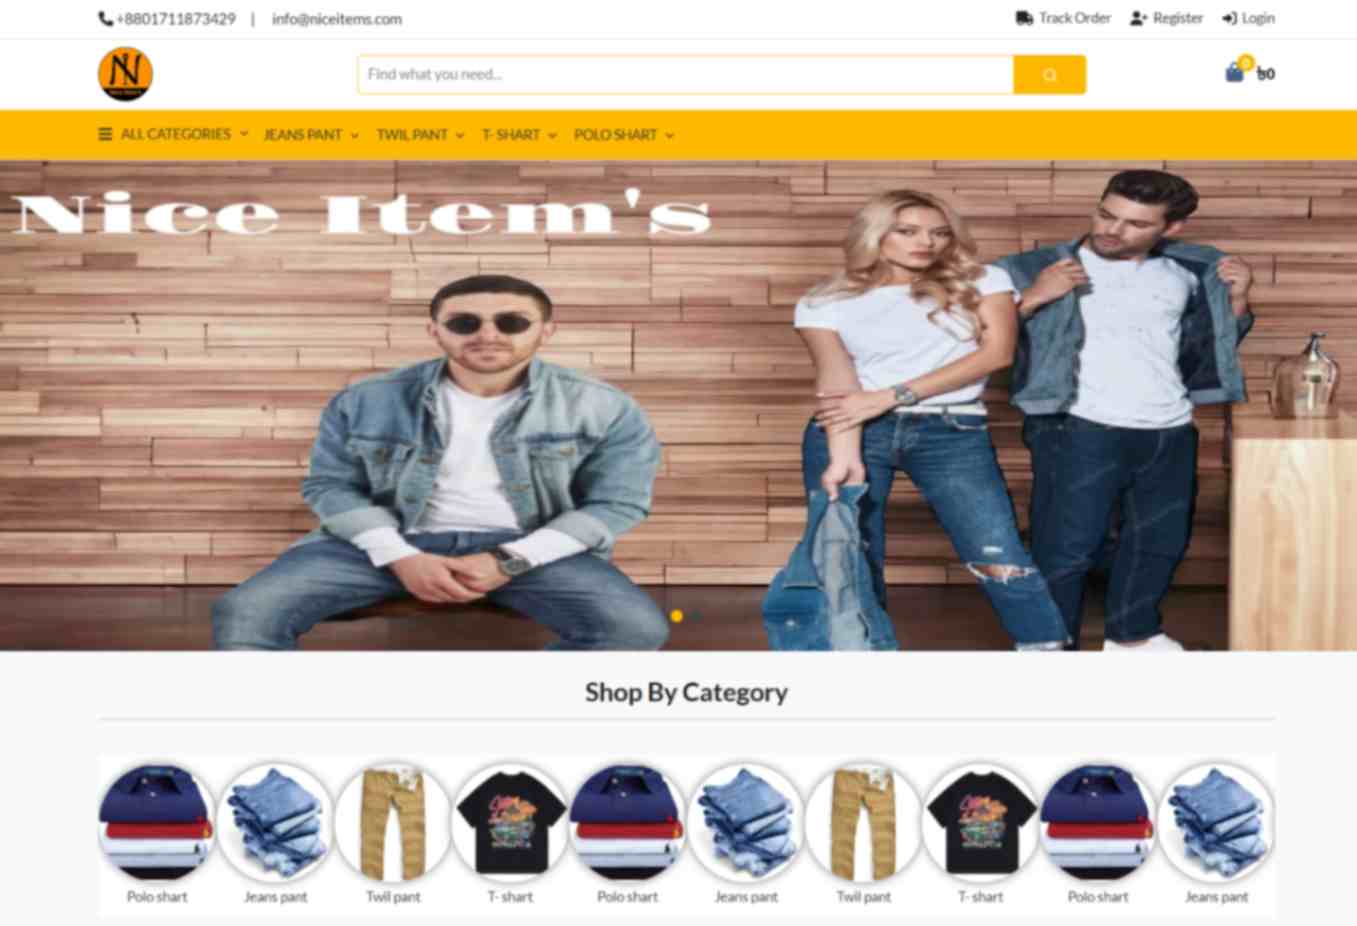 +8801711873429 | info@niceitems.com Track Order Register Login
Find what you need...
0
৳0
ALL CATEGORIES JEANS PANT TWIL PANT T- SHART POLO SHART
Nice Item's
Shop By Category
Polo shart Jeans pant Twil pant T- shart Polo shart Jeans pant Twil pant T- shart Polo shart Jeans pant